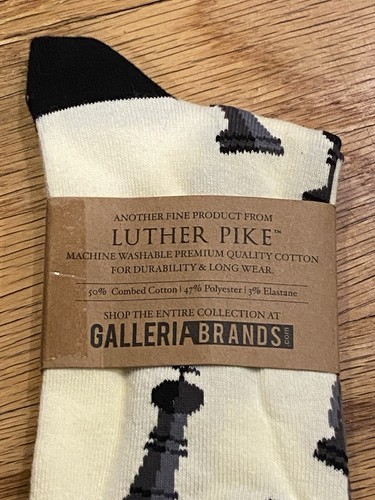 ANOTHER FINE PRODUCT FROM
LUTHER PIKE™
MACHINE WASHABLE PREMIUM QUALITY COTTON
FOR DURABILITY & LONG WEAR.
50% Combed Cotton | 47% Polyester | 3% Elastane
SHOP THE ENTIRE COLLECTION AT
GALLERIABRANDS.com